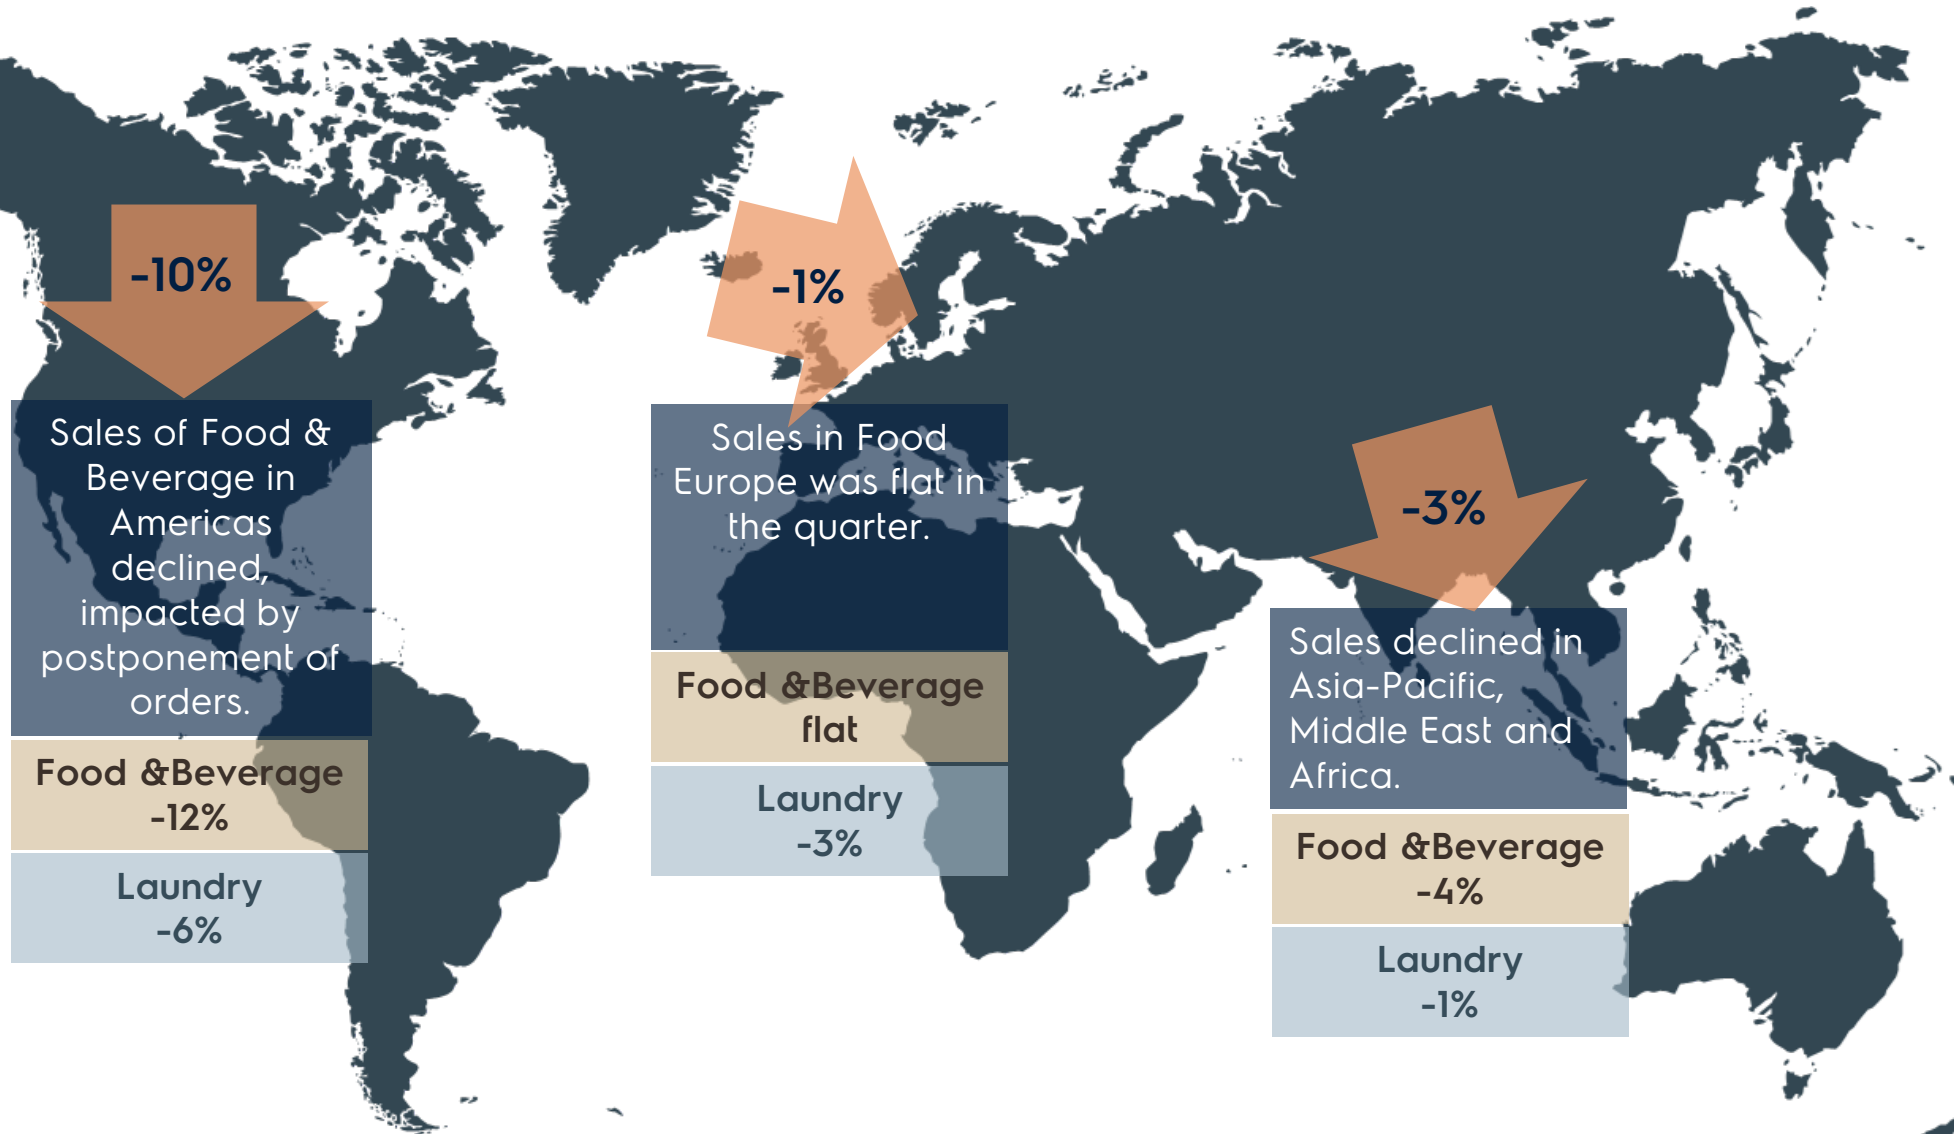 -10%
Sales of Food &
Beverage in
Americas
declined,
impacted by
postponement of
orders.
Food &Beverage
-12%
Laundry
-6%
-1%
Sales in Food
Europe was flat in
the quarter.
Food &Beverage
flat
Laundry
-3%
-3%
Sales declined in
Asia-Pacific,
Middle East and
Africa.
Food &Beverage
-4%
Laundry
-1%